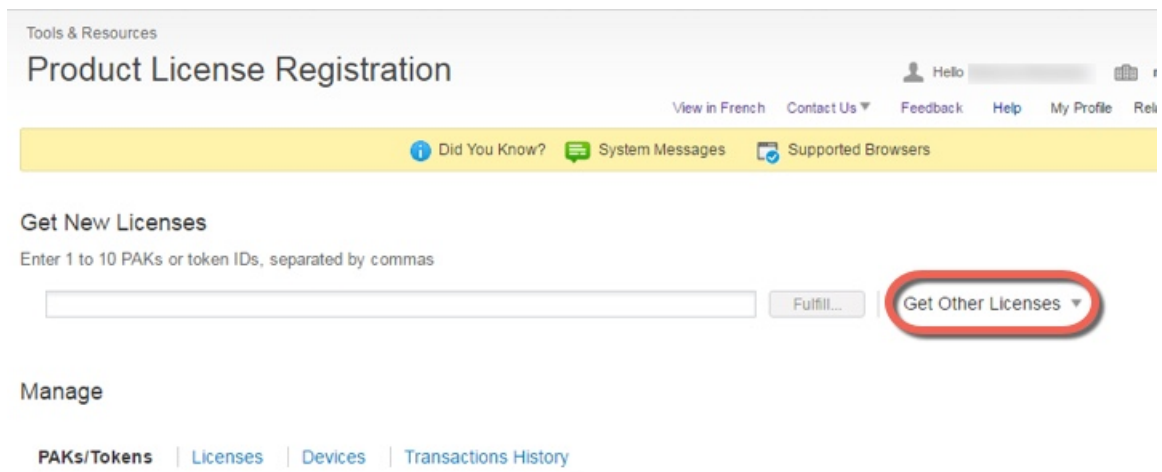 Tools & Resources
Product License Registration
Hello
View in French Contact Us Feedback Help My Profile
Did You Know? System Messages Supported Browsers
Get New Licenses
Enter 1 to 10 PAKs or token IDs, separated by commas
Fulfill... Get Other Licenses
Manage
PAKs/Tokens Licenses Devices Transactions History